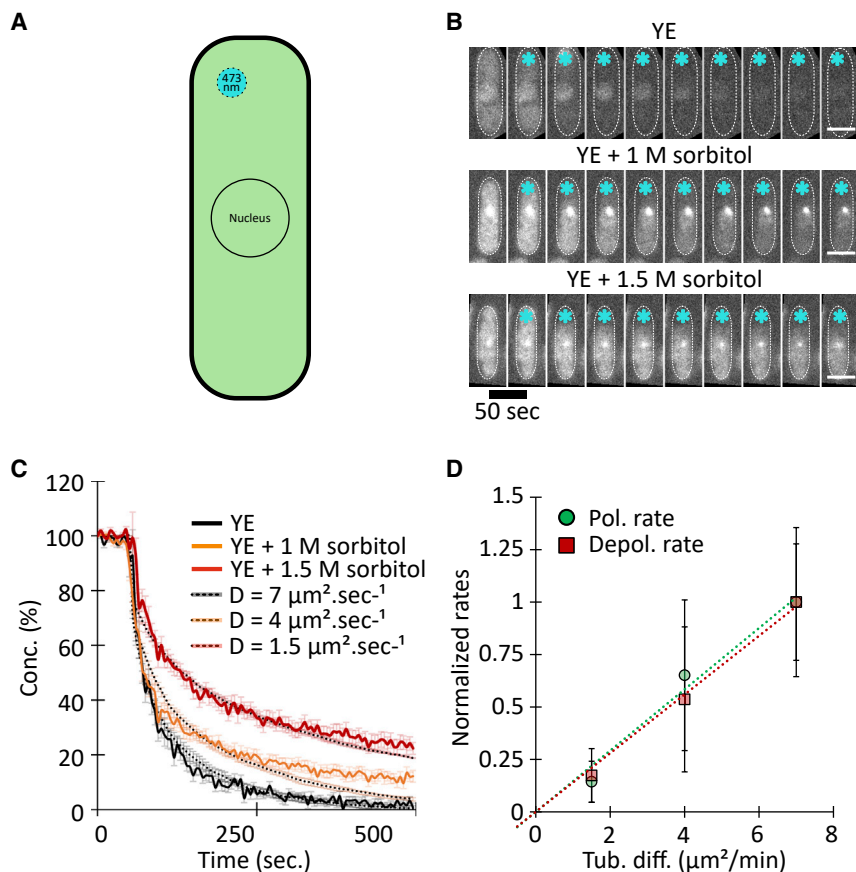 A
473
nm
Nucleus
B
YE
YE + 1 M sorbitol
YE + 1.5 M sorbitol
50 sec
C
120
100
80
60
40
20
0
Conc. (%)
YE
YE + 1 M sorbitol
YE + 1.5 M sorbitol
D = 7 µm².sec-¹
D = 4 µm².sec-¹
D = 1.5 µm².sec-¹
0
250
500
Time (sec.)
D
1.5
1.25
1
0.75
0.5
0.25
0
Normalized rates
Pol. rate
Depol. rate
0
2
4
6
8
Tub. diff. (µm²/min)